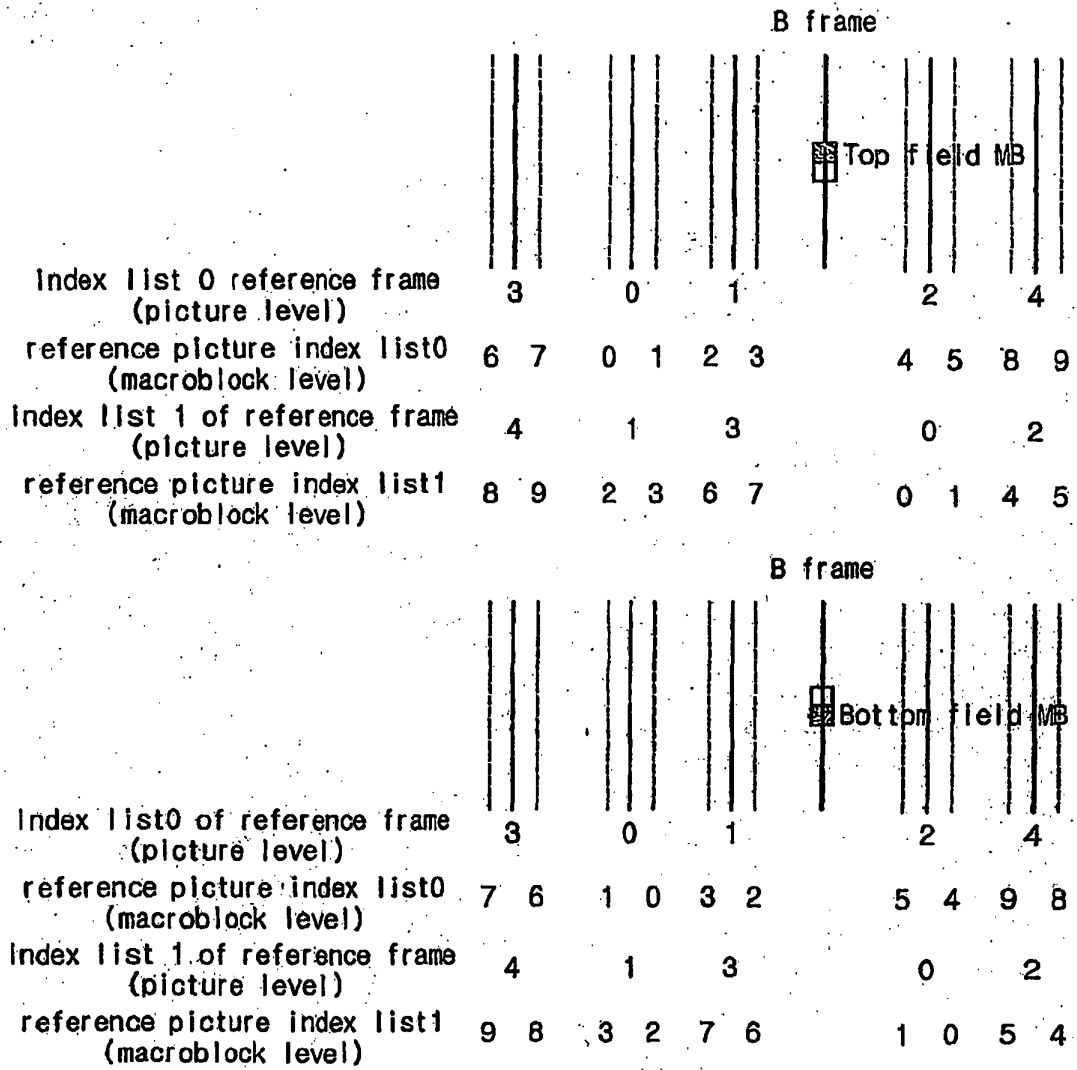 B frame
Top field MB
Index list 0 reference frame
(picture level)
3 0 1 2 4
reference picture index list0
(macroblock level)
6 7 0 1 2 3 4 5 8 9
Index list 1 of reference frame
(picture level)
4 1 3 0 2
reference picture index list1
(macroblock level)
8 9 2 3 6 7 0 1 4 5
B frame
Bottom field MB
Index list0 of reference frame
(picture level)
3 0 1 2 4
reference picture index list0
(macroblock level)
7 6 1 0 3 2 5 4 9 8
Index list 1 of reference frame
(picture level)
4 1 3 0 2
reference picture index list1
(macroblock level)
9 8 3 2 7 6 1 0 5 4